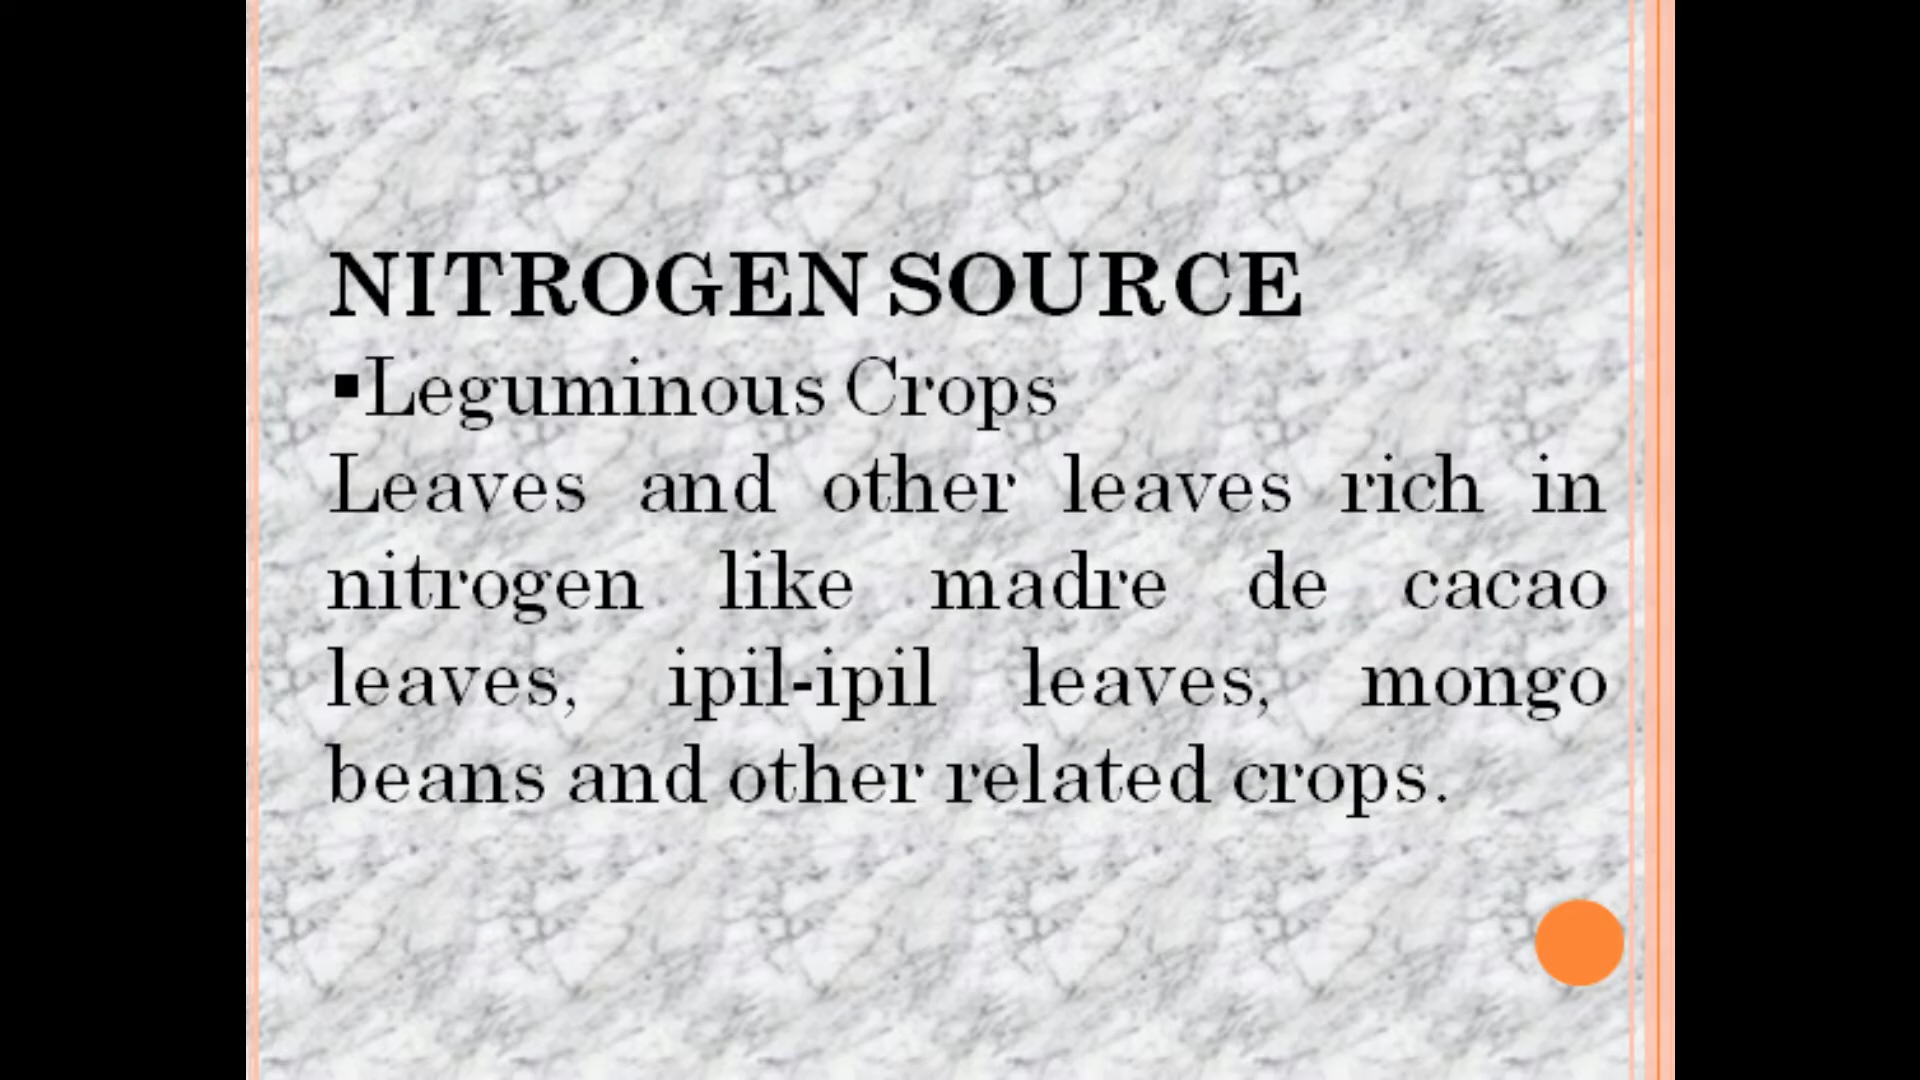 NITROGEN SOURCE
▪Leguminous Crops
Leaves and other leaves rich in
nitrogen like madre de cacao
leaves, ipil-ipil leaves, mongo
beans and other related crops.